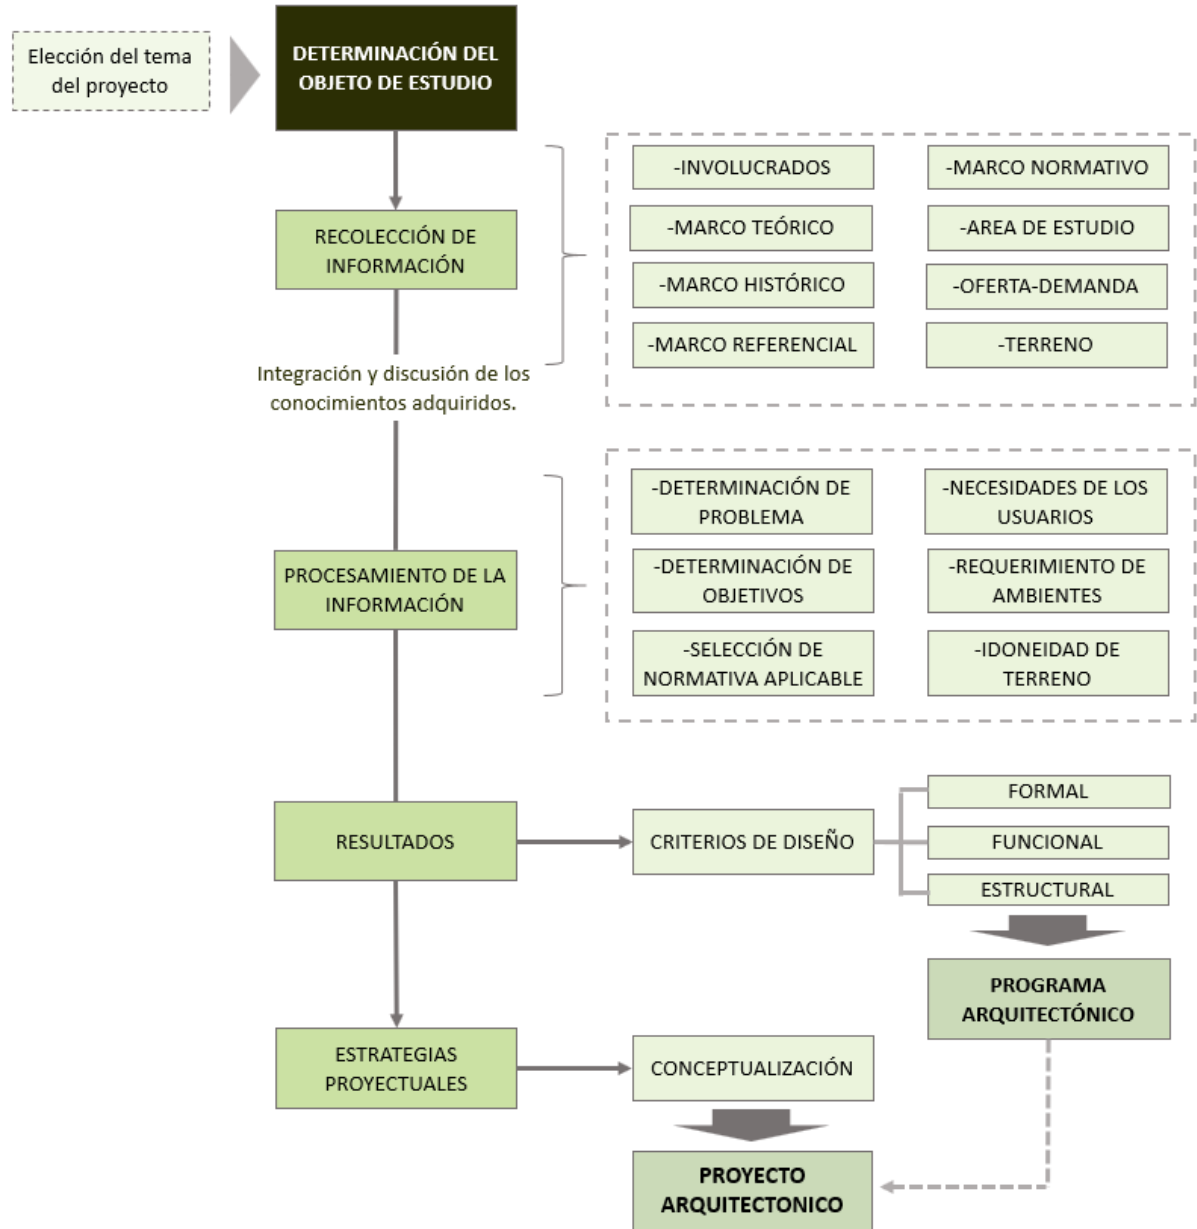 Elección del tema
del proyecto
DETERMINACIÓN DEL
OBJETO DE ESTUDIO
RECOLECCIÓN DE
INFORMACIÓN
-INVOLUCRADOS
-MARCO NORMATIVO
-MARCO TEÓRICO
-AREA DE ESTUDIO
-MARCO HISTÓRICO
-OFERTA-DEMANDA
-MARCO REFERENCIAL
-TERRENO
Integración y discusión de los
conocimientos adquiridos.
PROCESAMIENTO DE LA
INFORMACIÓN
-DETERMINACIÓN DE
PROBLEMA
-NECESIDADES DE LOS
USUARIOS
-DETERMINACIÓN DE
OBJETIVOS
-REQUERIMIENTO DE
AMBIENTES
-SELECCIÓN DE
NORMATIVA APLICABLE
-IDONEIDAD DE
TERRENO
RESULTADOS
CRITERIOS DE DISEÑO
FORMAL
FUNCIONAL
ESTRUCTURAL
PROGRAMA
ARQUITECTÓNICO
ESTRATEGIAS
PROYECTUALES
CONCEPTUALIZACIÓN
PROYECTO
ARQUITECTONICO